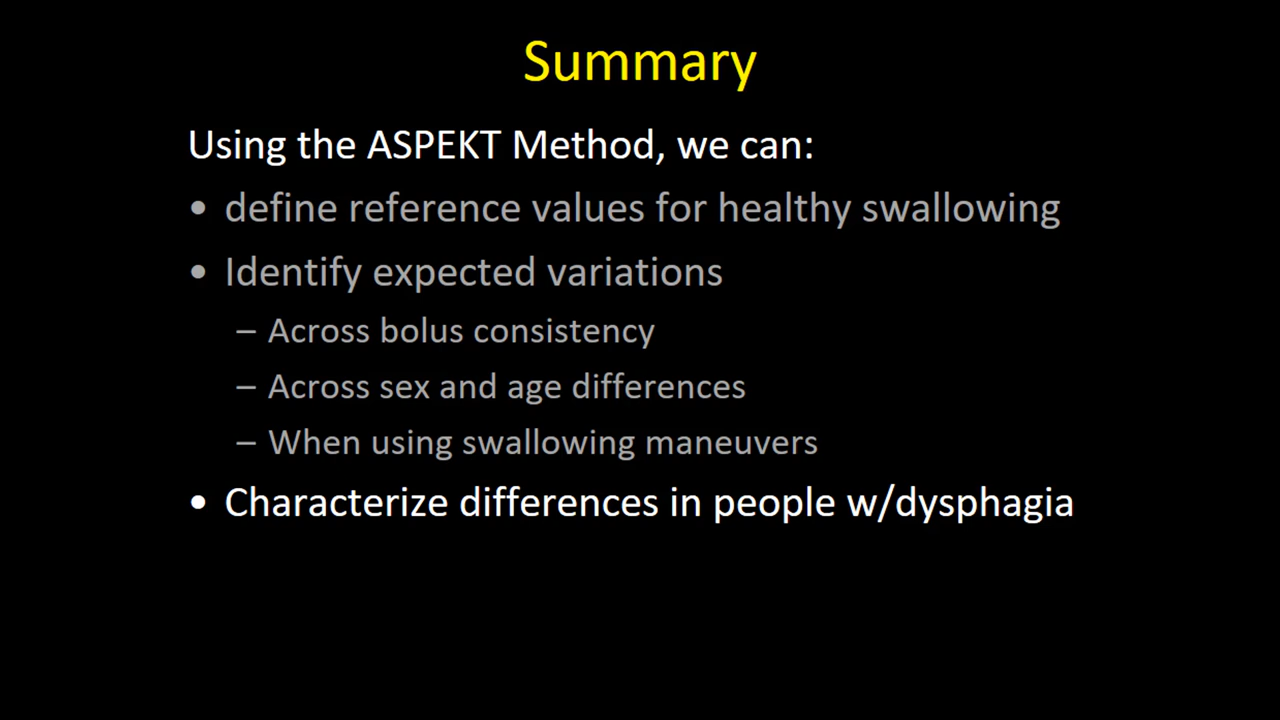 Summary
Using the ASPEKT Method, we can:
• define reference values for healthy swallowing
• Identify expected variations
– Across bolus consistency
– Across sex and age differences
– When using swallowing maneuvers
• Characterize differences in people w/dysphagia